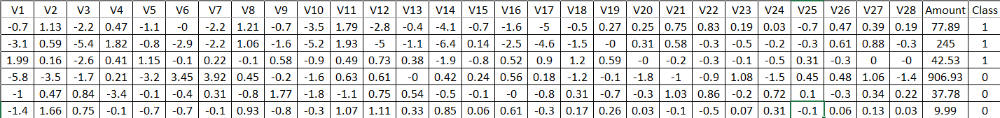 V1 V2 V3 V4 V5 V6 V7 V8 V9 V10 V11 V12 V13 V14 V15 V16 V17 V18 V19 V20 V21 V22 V23 V24 V25 V26 V27 V28 Amount Class
-0.7 1.13 -2.2 0.47 -1.1 -0 -2.2 1.21 -0.7 -3.5 1.79 -2.8 -0.4 -4.1 -0.7 -1.6 -5 -0.5 0.27 0.25 0.75 0.83 0.19 0.03 -0.7 0.47 0.39 0.19 77.89 1
-3.1 0.59 -5.4 1.82 -0.8 -2.9 -2.2 1.06 -1.6 -5.2 1.93 -5 -1.1 -6.4 0.14 -2.5 -4.6 -1.5 -0 0.31 0.58 -0.3 -0.5 -0.2 -0.3 0.61 0.88 -0.3 245 1
1.99 0.16 -2.6 0.41 1.15 -0.1 0.22 -0.1 0.58 -0.9 0.49 0.73 0.38 -1.9 -0.8 0.52 0.9 1.2 0.59 -0 -0.2 -0.3 -0.1 -0.5 0.31 -0.3 0 -0 42.53 1
-5.8 -3.5 -1.7 0.21 -3.2 3.45 3.92 0.45 -0.2 -1.6 0.63 0.61 -0 0.42 0.24 0.56 0.18 -1.2 -0.1 -1.8 -1 -0.9 1.08 -1.5 0.45 0.48 1.06 -1.4 906.93 0
-1 0.47 0.84 -3.4 -0.1 -0.4 0.31 -0.8 1.77 -1.8 -1.1 0.75 0.54 -0.5 -0.1 -0 -0.8 0.31 -0.7 -0.3 1.03 0.86 -0.2 0.72 0.1 -0.3 0.34 0.22 37.78 0
-1.4 1.66 0.75 -0.1 -0.7 -0.7 -0.1 0.93 -0.8 -0.3 1.07 1.11 0.33 0.85 0.06 0.61 -0.3 0.17 0.26 0.03 -0.1 -0.5 0.07 0.31 -0.1 0.06 0.13 0.03 9.99 0